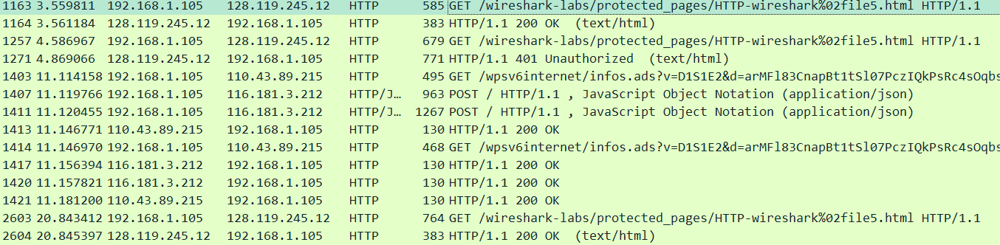 1163 3.559811 192.168.1.105 128.119.245.12 HTTP 585 GET /wireshark-labs/protected_pages/HTTP-wireshark%02file5.html HTTP/1.1
1164 3.561184 128.119.245.12 192.168.1.105 HTTP 383 HTTP/1.1 200 OK (text/html)
1257 4.586967 192.168.1.105 128.119.245.12 HTTP 679 GET /wireshark-labs/protected_pages/HTTP-wireshark%02file5.html HTTP/1.1
1271 4.869066 128.119.245.12 192.168.1.105 HTTP 771 HTTP/1.1 401 Unauthorized (text/html)
1403 11.114158 192.168.1.105 110.43.89.215 HTTP 495 GET /wpsv6internet/infos.ads?v=D1S1E2&d=arMFl83CnapBt1tSl07PczIQkPsRc4sOqbs
1407 11.119766 192.168.1.105 116.181.3.212 HTTP/J… 963 POST / HTTP/1.1 , JavaScript Object Notation (application/json)
1411 11.120455 192.168.1.105 116.181.3.212 HTTP/J… 1267 POST / HTTP/1.1 , JavaScript Object Notation (application/json)
1413 11.146771 110.43.89.215 192.168.1.105 HTTP 130 HTTP/1.1 200 OK
1414 11.146970 192.168.1.105 110.43.89.215 HTTP 468 GET /wpsv6internet/infos.ads?v=D1S1E2&d=arMFl83CnapBt1tSl07PczIQkPsRc4sOqbs
1417 11.156394 116.181.3.212 192.168.1.105 HTTP 130 HTTP/1.1 200 OK
1420 11.157821 116.181.3.212 192.168.1.105 HTTP 130 HTTP/1.1 200 OK
1421 11.181200 110.43.89.215 192.168.1.105 HTTP 130 HTTP/1.1 200 OK
2603 20.843412 192.168.1.105 128.119.245.12 HTTP 764 GET /wireshark-labs/protected_pages/HTTP-wireshark%02file5.html HTTP/1.1
2604 20.845397 128.119.245.12 192.168.1.105 HTTP 383 HTTP/1.1 200 OK (text/html)